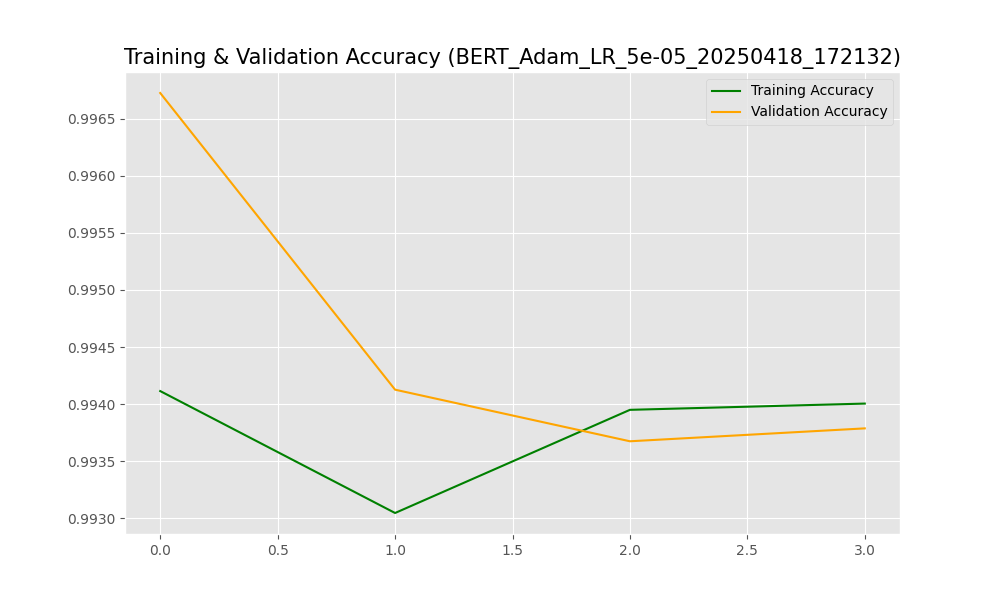 Training & Validation Accuracy (BERT_Adam_LR_5e-05_20250418_172132)
Training Accuracy
Validation Accuracy
0.9965
0.9960
0.9955
0.9950
0.9945
0.9940
0.9935
0.9930
0.0 0.5 1.0 1.5 2.0 2.5 3.0